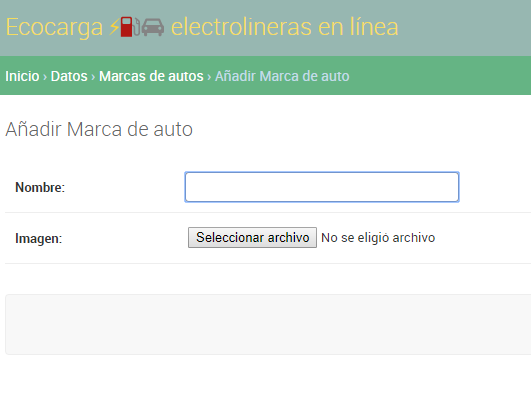 Ecocarga ⚡⛽🚗 electrolineras en línea
Inicio › Datos › Marcas de autos › Añadir Marca de auto
Añadir Marca de auto
Nombre:
Imagen: Seleccionar archivo No se eligió archivo